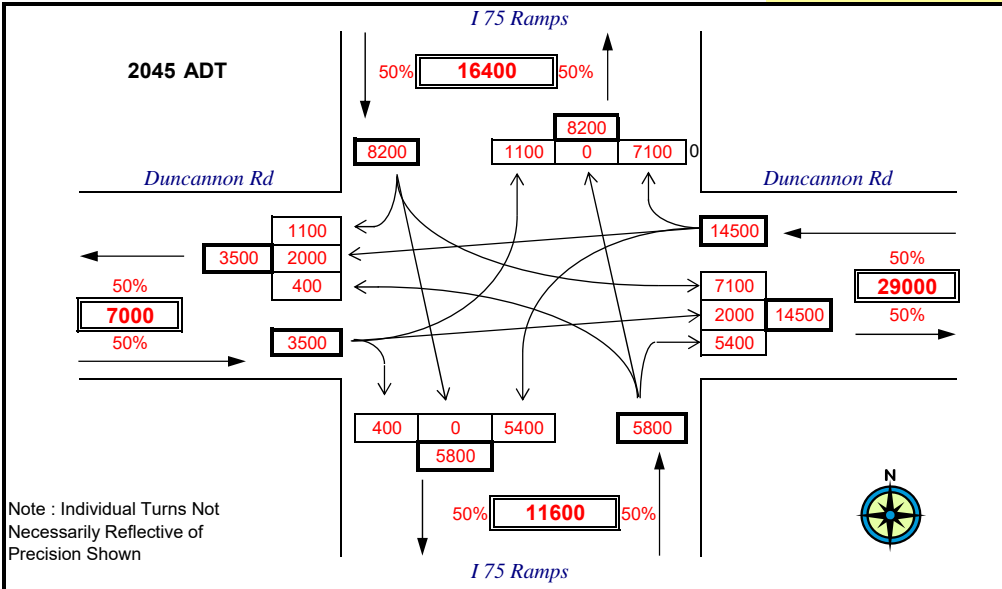 I 75 Ramps
2045 ADT
50% 16400 50%
8200
8200 1100 0 7100 0
Duncannon Rd Duncannon Rd
1100 14500
3500 2000
50%
400 7100 29000
50%
7000 2000 14500 50%
50% 3500 5400
400 0 5400 5800
5800
N
Note : Individual Turns Not
Necessarily Reflective of
Precision Shown
50% 11600 50%
I 75 Ramps